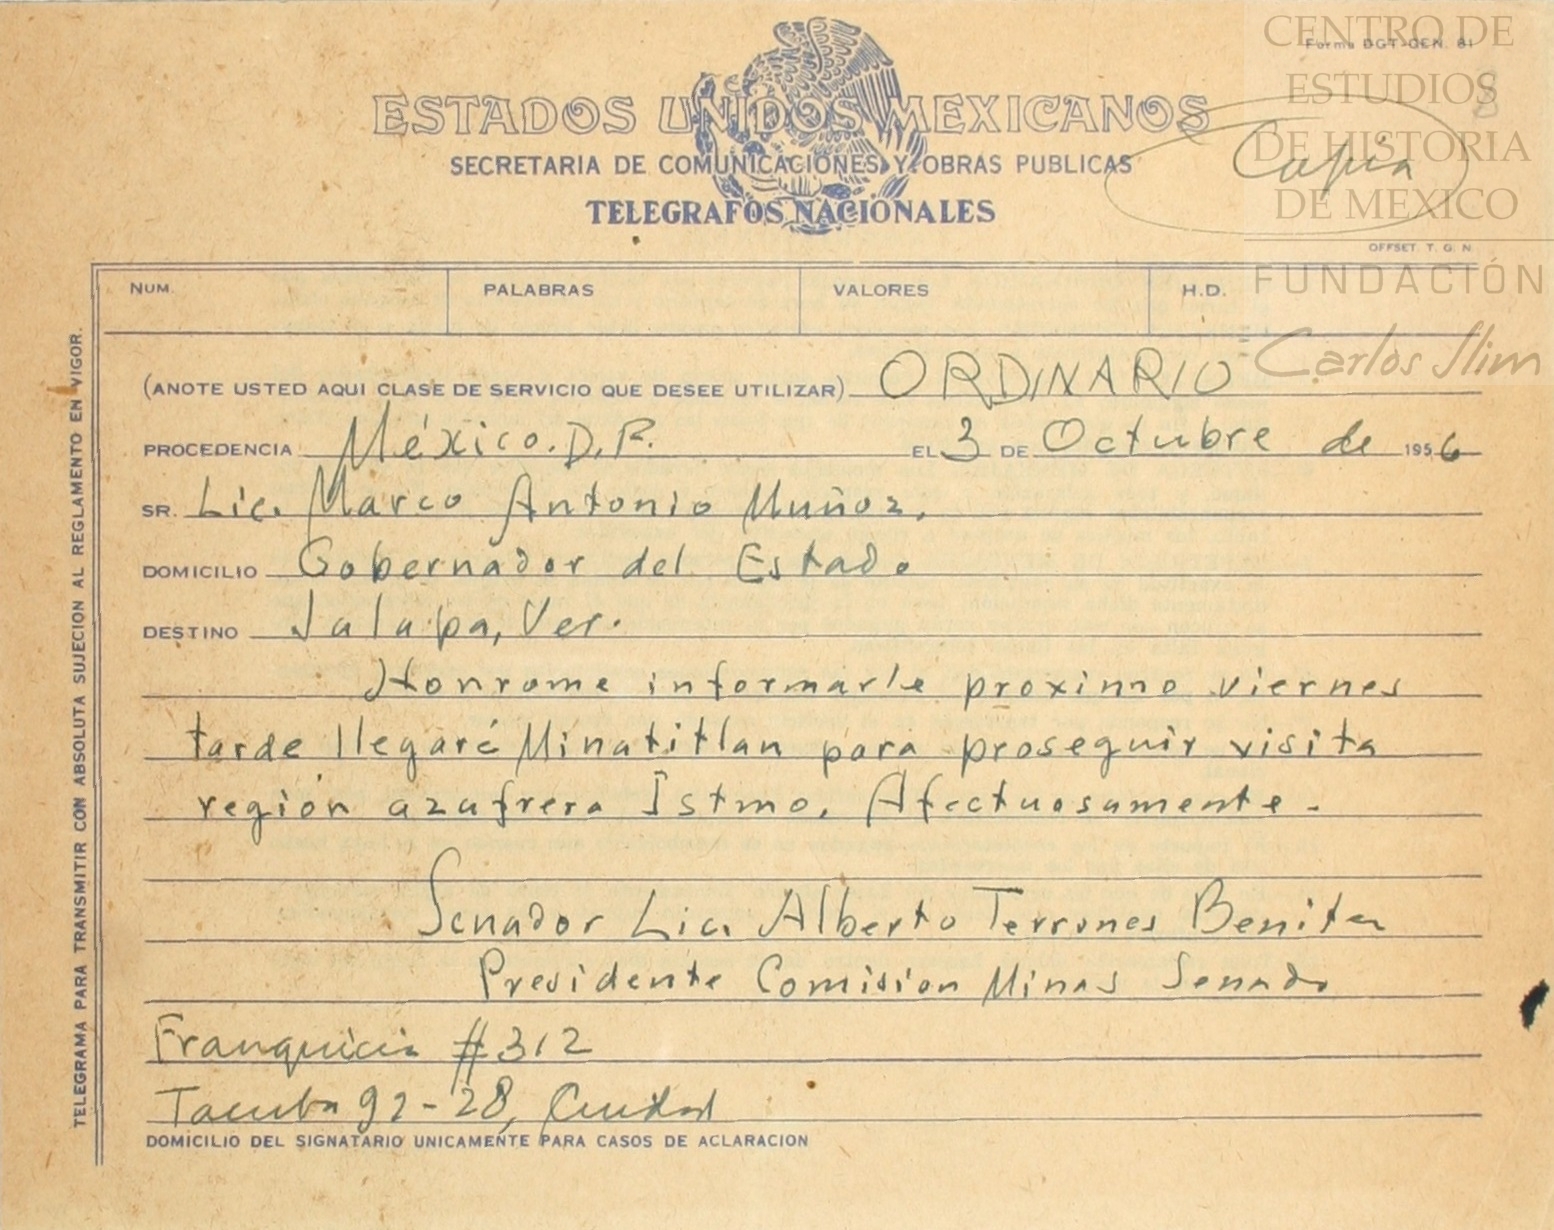 CENTRO DE
ESTUDIOS
DE HISTORIA
DE MEXICO
FUNDACIÓN
Carlos Slim
Forma DGT-CEN. 81
8
Copia
ESTADOS UNIDOS MEXICANOS
SECRETARIA DE COMUNICACIONES Y OBRAS PUBLICAS
TELEGRAFOS NACIONALES
OFFSET. T. G. N.
NUM. PALABRAS VALORES H.D.
(ANOTE USTED AQUI CLASE DE SERVICIO QUE DESEE UTILIZAR) ORDINARIO
PROCEDENCIA México. D. F. EL 3 DE Octubre de 1956
SR. Lic. Marco Antonio Muñoz.
DOMICILIO Gobernador del Estado
DESTINO Jalapa, Ver.
Honrome informarle proximo viernes
tarde llegaré Minatitlan para proseguir visita
región azufrera Istmo. Afectuosamente.
Senador Lic. Alberto Terrones Benitez
Presidente Comision Minas Senado
Franquicia #312
Tacuba 92-28, Ciudad
DOMICILIO DEL SIGNATARIO UNICAMENTE PARA CASOS DE ACLARACION
TELEGRAMA PARA TRANSMITIR CON ABSOLUTA SUJECION AL REGLAMENTO EN VIGOR.